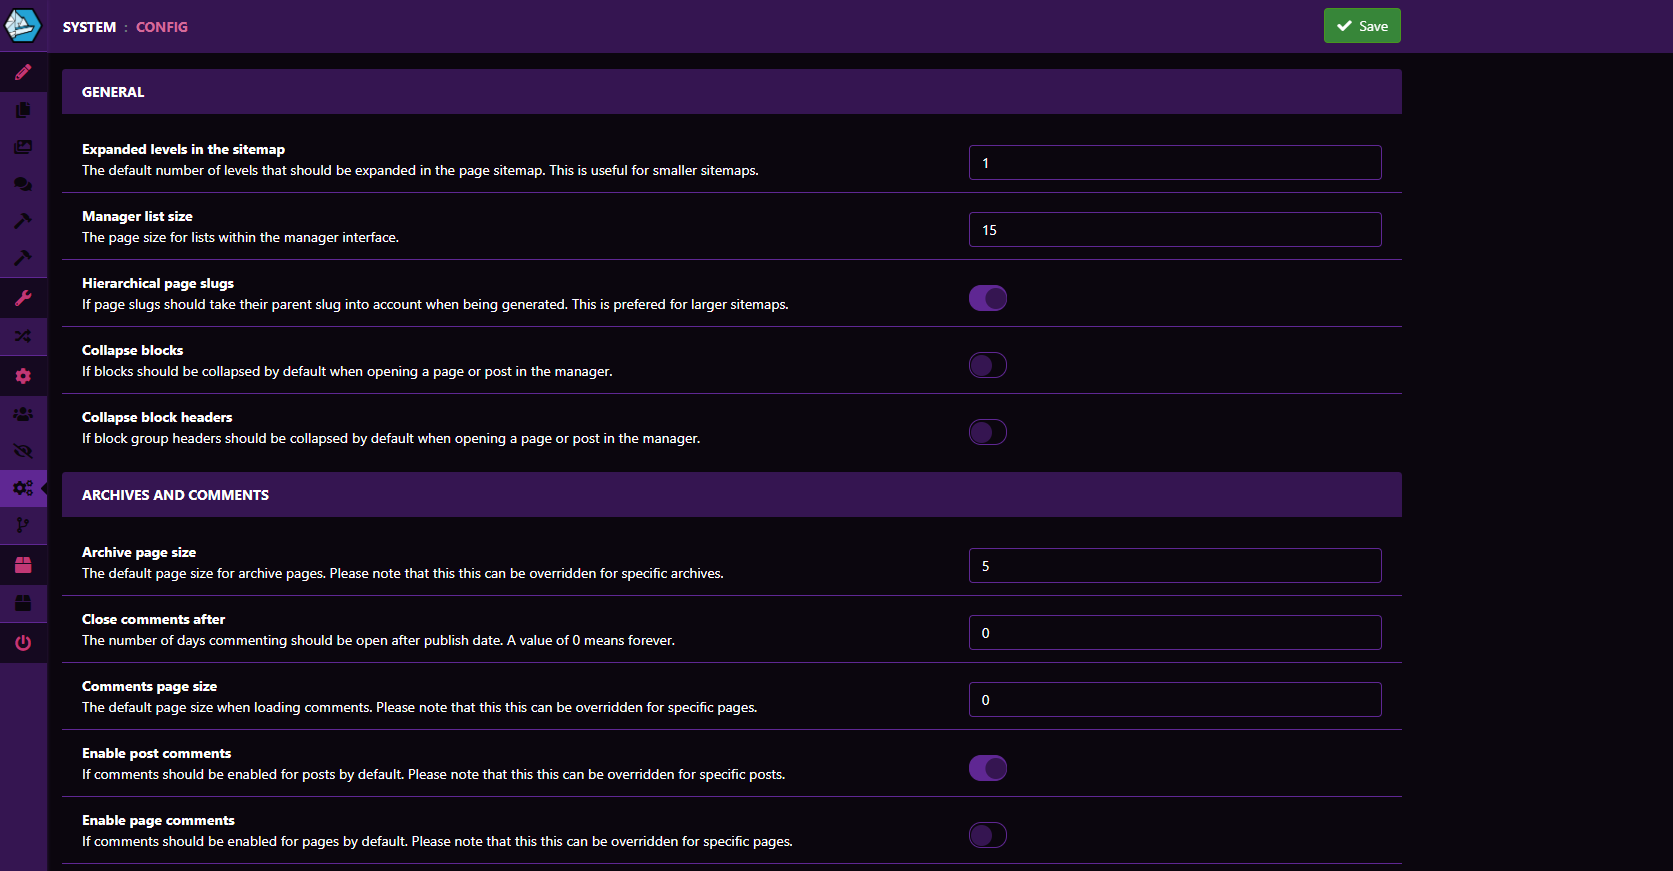 SYSTEM : CONFIG
Save
GENERAL
Expanded levels in the sitemap
The default number of levels that should be expanded in the page sitemap. This is useful for smaller sitemaps.
1
Manager list size
The page size for lists within the manager interface.
15
Hierarchical page slugs
If page slugs should take their parent slug into account when being generated. This is prefered for larger sitemaps.
Collapse blocks
If blocks should be collapsed by default when opening a page or post in the manager.
Collapse block headers
If block group headers should be collapsed by default when opening a page or post in the manager.
ARCHIVES AND COMMENTS
Archive page size
The default page size for archive pages. Please note that this this can be overridden for specific archives.
5
Close comments after
The number of days commenting should be open after publish date. A value of 0 means forever.
0
Comments page size
The default page size when loading comments. Please note that this this can be overridden for specific pages.
0
Enable post comments
If comments should be enabled for posts by default. Please note that this this can be overridden for specific posts.
Enable page comments
If comments should be enabled for pages by default. Please note that this this can be overridden for specific pages.